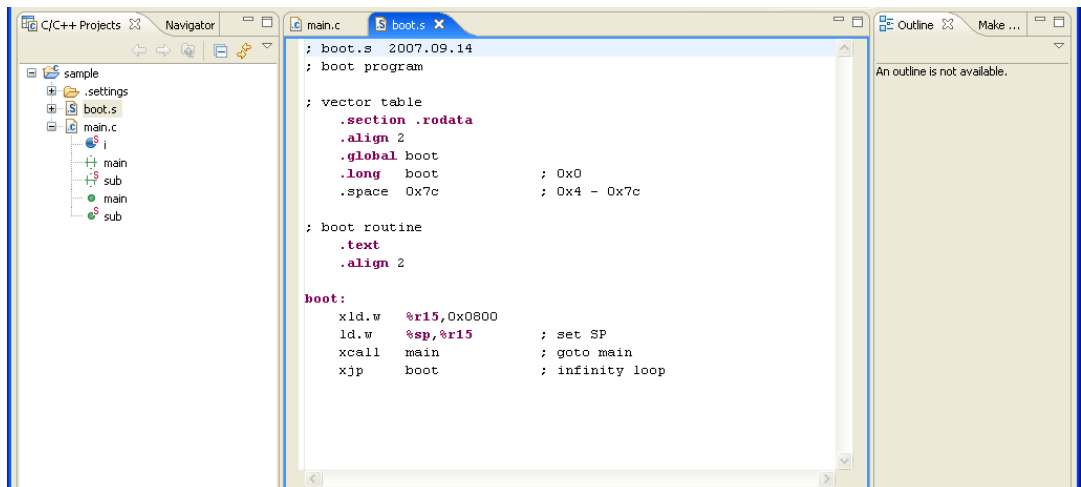 C/C++ Projects Navigator
sample
.settings
boot.s
main.c
i
main
sub
main
sub
main.c boot.s
; boot.s  2007.09.14
; boot program
; vector table
.section .rodata
.align 2
.global boot
.long   boot            ; 0x0
.space  0x7c            ; 0x4 - 0x7c
; boot routine
.text
.align 2
boot:
xld.w   %r15,0x0800
ld.w    %sp,%r15        ; set SP
xcall   main            ; goto main
xjp     boot            ; infinity loop
Outline Make ...
An outline is not available.